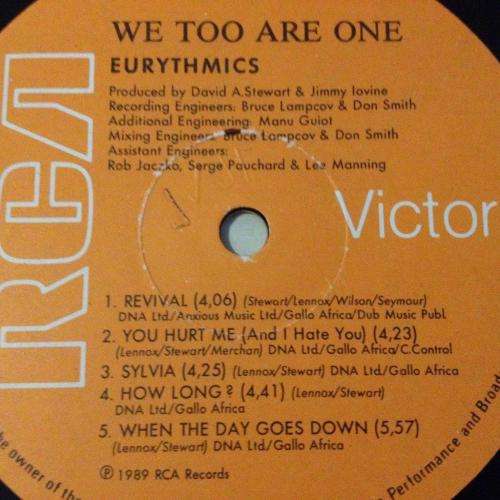 WE TOO ARE ONE
EURYTHMICS
Produced by David A.Stewart & Jimmy Iovine
Recording Engineers: Bruce Lampcov & Don Smith
Additional Engineering: Manu Guiot
Mixing Engineers Bruce Lampcov & Don Smith
Assistant Engineers:
Rob Jaczko, Serge Pauchard & Lee Manning
RCA
Victor
1. REVIVAL (4,06) (Stewart/Lennox/Wilson/Seymour)
DNA Ltd/Anxious Music Ltd/Gallo Africa/Dub Music Publ.
2. YOU HURT ME (And I Hate You) (4,23)
(Lennox/Stewart/Merchan) DNA Ltd/Gallo Africa/C.Control
3. SYLVIA (4,25) (Lennox/Stewart) DNA Ltd/Gallo Africa
4. HOW LONG? (4,41) (Lennox/Stewart)
DNA Ltd/Gallo Africa
5. WHEN THE DAY GOES DOWN (5,57)
(Lennox/Stewart) DNA Ltd/Gallo Africa
℗ 1989 RCA Records
he owner of the
Performance and Broad